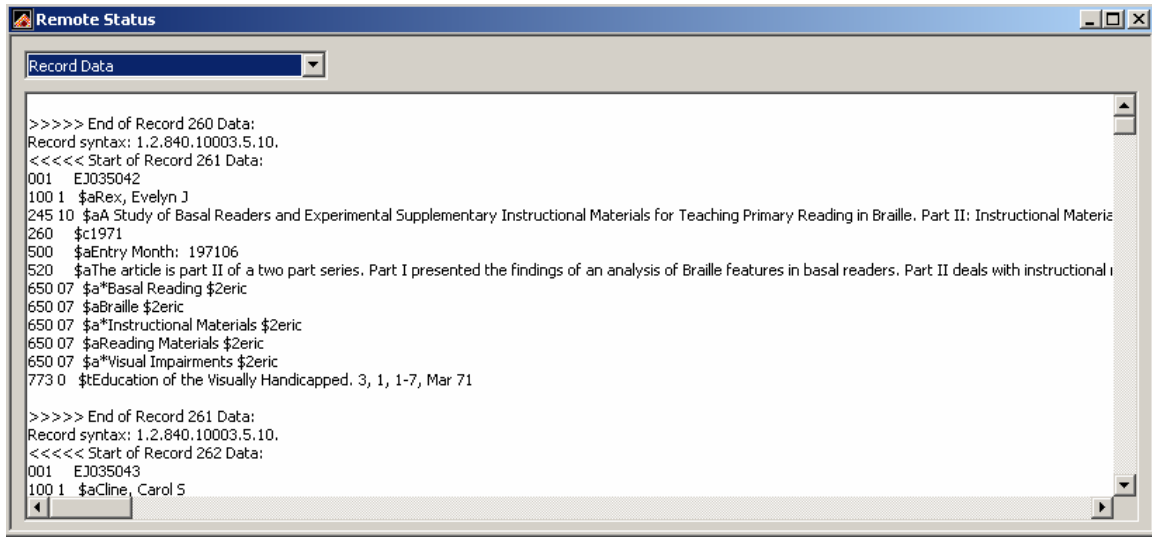 Remote Status
Record Data
>>>>> End of Record 260 Data:
Record syntax: 1.2.840.10003.5.10.
<<<<< Start of Record 261 Data:
001 EJ035042
100 1 $aRex, Evelyn J
245 10 $aA Study of Basal Readers and Experimental Supplementary Instructional Materials for Teaching Primary Reading in Braille. Part II: Instructional
260 $c1971
500 $aEntry Month: 197106
520 $aThe article is part II of a two part series. Part I presented the findings of an analysis of Braille features in basal readers. Part II deals with instructional
650 07 $a*Basal Reading $2eric
650 07 $aBraille $2eric
650 07 $a*Instructional Materials $2eric
650 07 $aReading Materials $2eric
650 07 $a*Visual Impairments $2eric
773 0 $tEducation of the Visually Handicapped. 3, 1, 1-7, Mar 71
>>>>> End of Record 261 Data:
Record syntax: 1.2.840.10003.5.10.
<<<<< Start of Record 262 Data:
001 EJ035043
100 1 $aCline, Carol S